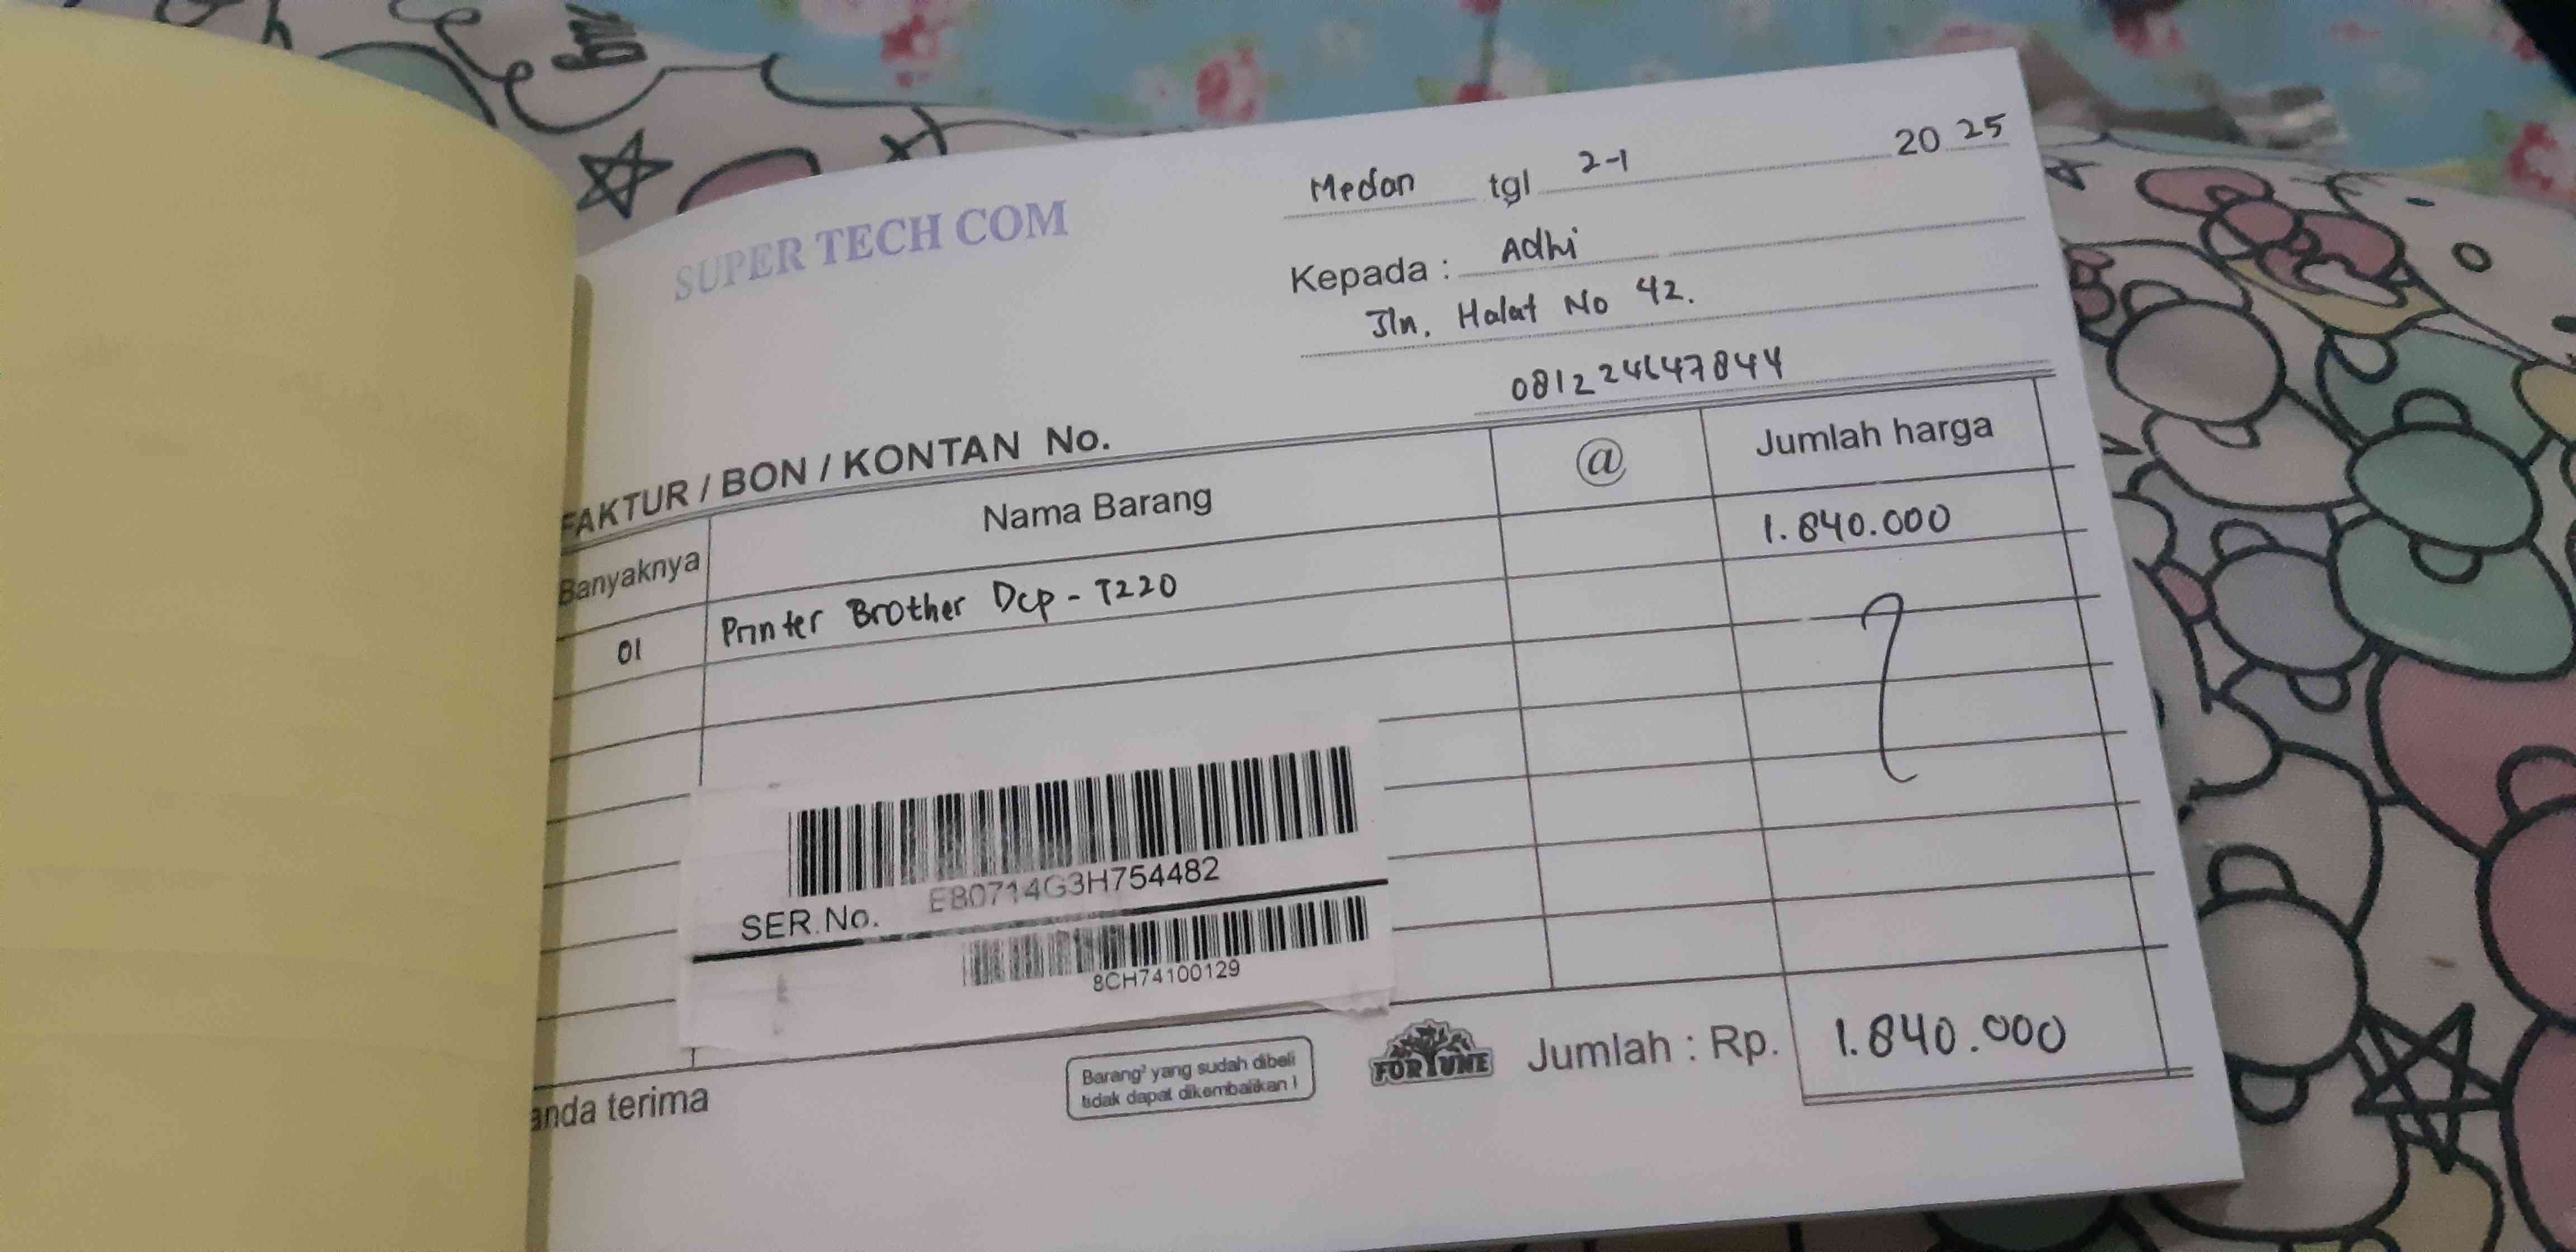 SUPER TECH COM
Medan tgl 2-1 20 25
Kepada : Adhi
Jln. Halat No 42.
081224647844
FAKTUR / BON / KONTAN No.
Banyaknya Nama Barang @ Jumlah harga
01 Printer Brother Dcp - T220 1.840.000
E80714G3H754482
SER.No.
8CH74100129
anda terima
Barang² yang sudah dibeli
tidak dapat dikembalikan !
FORTUNE
Jumlah : Rp. 1.840.000